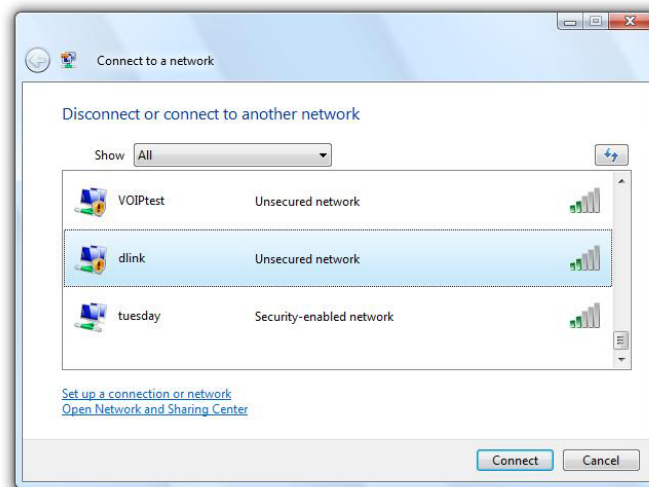 Connect to a network
Disconnect or connect to another network
Show All
VOIPtest Unsecured network
dlink Unsecured network
tuesday Security-enabled network
Set up a connection or network
Open Network and Sharing Center
Connect Cancel